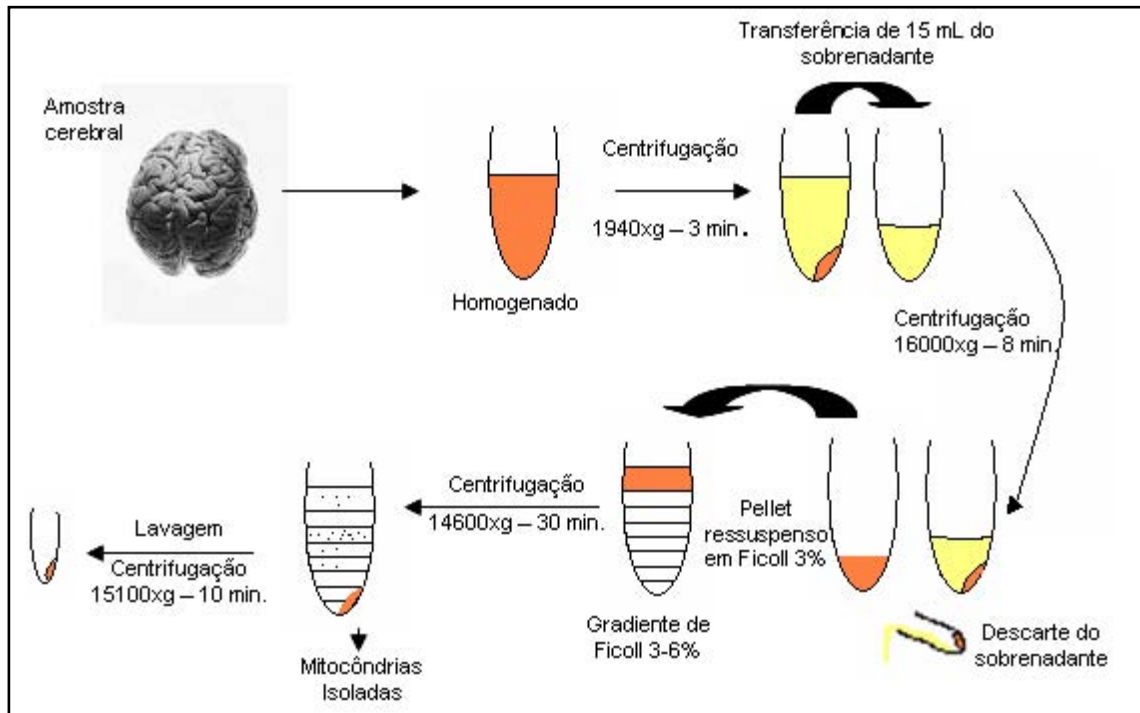 Transferência de 15 mL do
sobrenadante
Amostra
cerebral
Centrifugação
1940xg – 3 min.
Homogenado
Centrifugação
16000xg – 8 min.
Centrifugação
14600xg – 30 min.
Pellet
ressuspenso
em Ficoll 3%
Lavagem
Centrifugação
15100xg – 10 min.
Gradiente de
Ficoll 3-6%
Descarte do
sobrenadante
Mitocôndrias
Isoladas